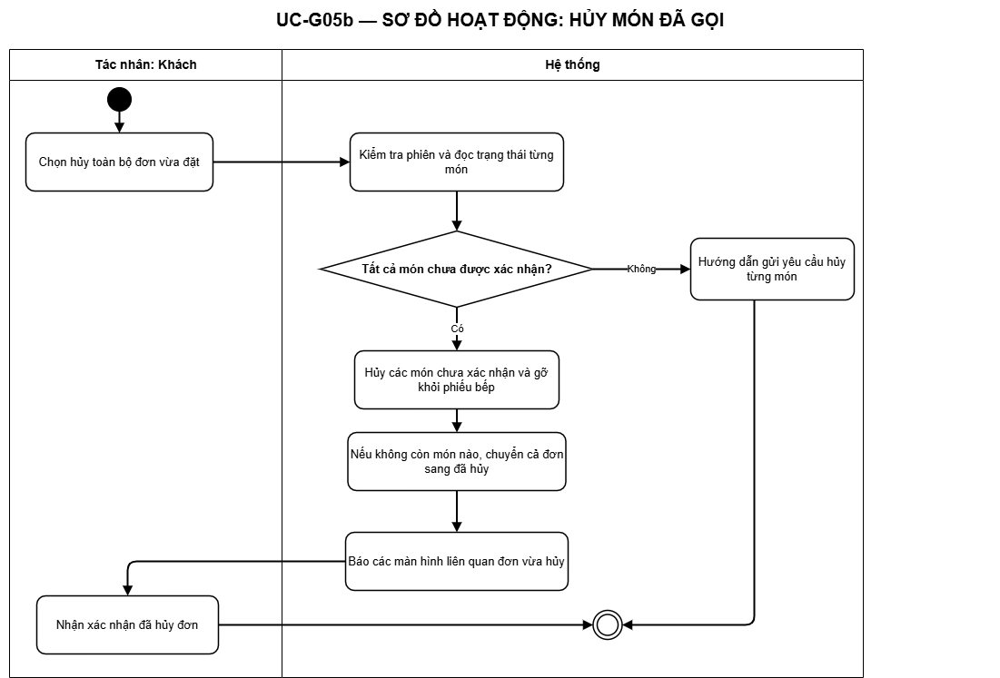 UC-G05b — SƠ ĐỒ HOẠT ĐỘNG: HỦY MÓN ĐÃ GỌI
Tác nhân: Khách
Hệ thống
Chọn hủy toàn bộ đơn vừa đặt
Kiểm tra phiên và đọc trạng thái từng
món
Tất cả món chưa được xác nhận?
Không
Hướng dẫn gửi yêu cầu hủy
từng món
Có
Hủy các món chưa xác nhận và gỡ
khỏi phiếu bếp
Nếu không còn món nào, chuyển cả đơn
sang đã hủy
Báo các màn hình liên quan đơn vừa hủy
Nhận xác nhận đã hủy đơn